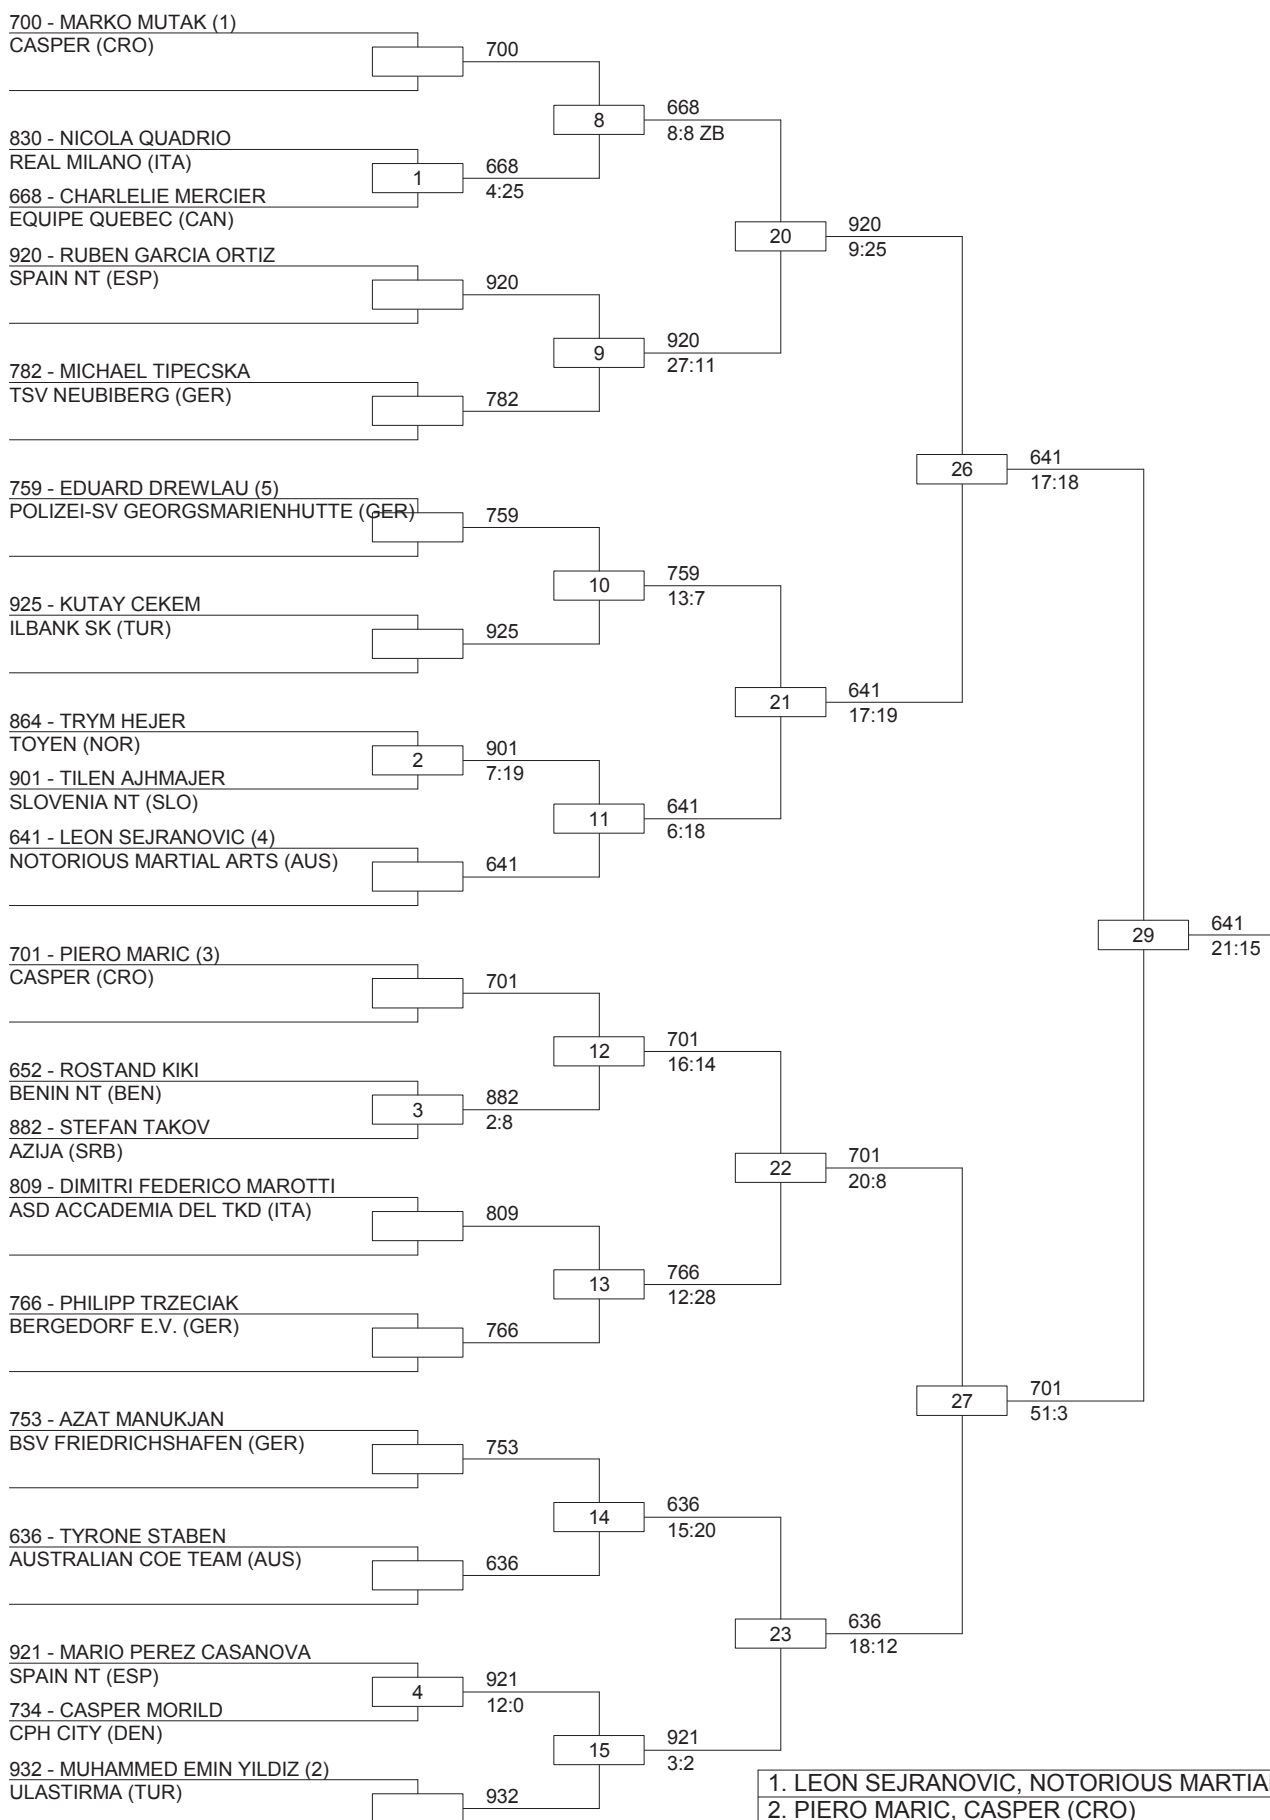 700 - MARKO MUTAK (1)
CASPER (CRO)
700
8
668
8:8 ZB
830 - NICOLA QUADRIO
REAL MILANO (ITA)
1
668
4:25
668 - CHARLELIE MERCIER
EQUIPE QUEBEC (CAN)
20
920
9:25
920 - RUBEN GARCIA ORTIZ
SPAIN NT (ESP)
920
9
920
27:11
782 - MICHAEL TIPECSKA
TSV NEUBIBERG (GER)
782
26
641
17:18
759 - EDUARD DREWLAU (5)
POLIZEI-SV GEORGSMARIENHUTTE (GER)
759
10
759
13:7
925 - KUTAY CEKEM
ILBANK SK (TUR)
925
21
641
17:19
864 - TRYM HEJER
TOYEN (NOR)
2
901
7:19
901 - TILEN AJHMAJER
SLOVENIA NT (SLO)
11
641
6:18
641 - LEON SEJRANOVIC (4)
NOTORIOUS MARTIAL ARTS (AUS)
641
29
641
21:15
701 - PIERO MARIC (3)
CASPER (CRO)
701
12
701
16:14
652 - ROSTAND KIKI
BENIN NT (BEN)
3
882
2:8
882 - STEFAN TAKOV
AZIJA (SRB)
22
701
20:8
809 - DIMITRI FEDERICO MAROTTI
ASD ACCADEMIA DEL TKD (ITA)
809
13
766
12:28
766 - PHILIPP TRZECIAK
BERGEDORF E.V. (GER)
766
27
701
51:3
753 - AZAT MANUKJAN
BSV FRIEDRICHSHAFEN (GER)
753
14
636
15:20
636 - TYRONE STABEN
AUSTRALIAN COE TEAM (AUS)
636
23
636
18:12
921 - MARIO PEREZ CASANOVA
SPAIN NT (ESP)
4
921
12:0
734 - CASPER MORILD
CPH CITY (DEN)
15
921
3:2
932 - MUHAMMED EMIN YILDIZ (2)
ULASTIRMA (TUR)
932
1. LEON SEJRANOVIC, NOTORIOUS MARTIAL
2. PIERO MARIC, CASPER (CRO)